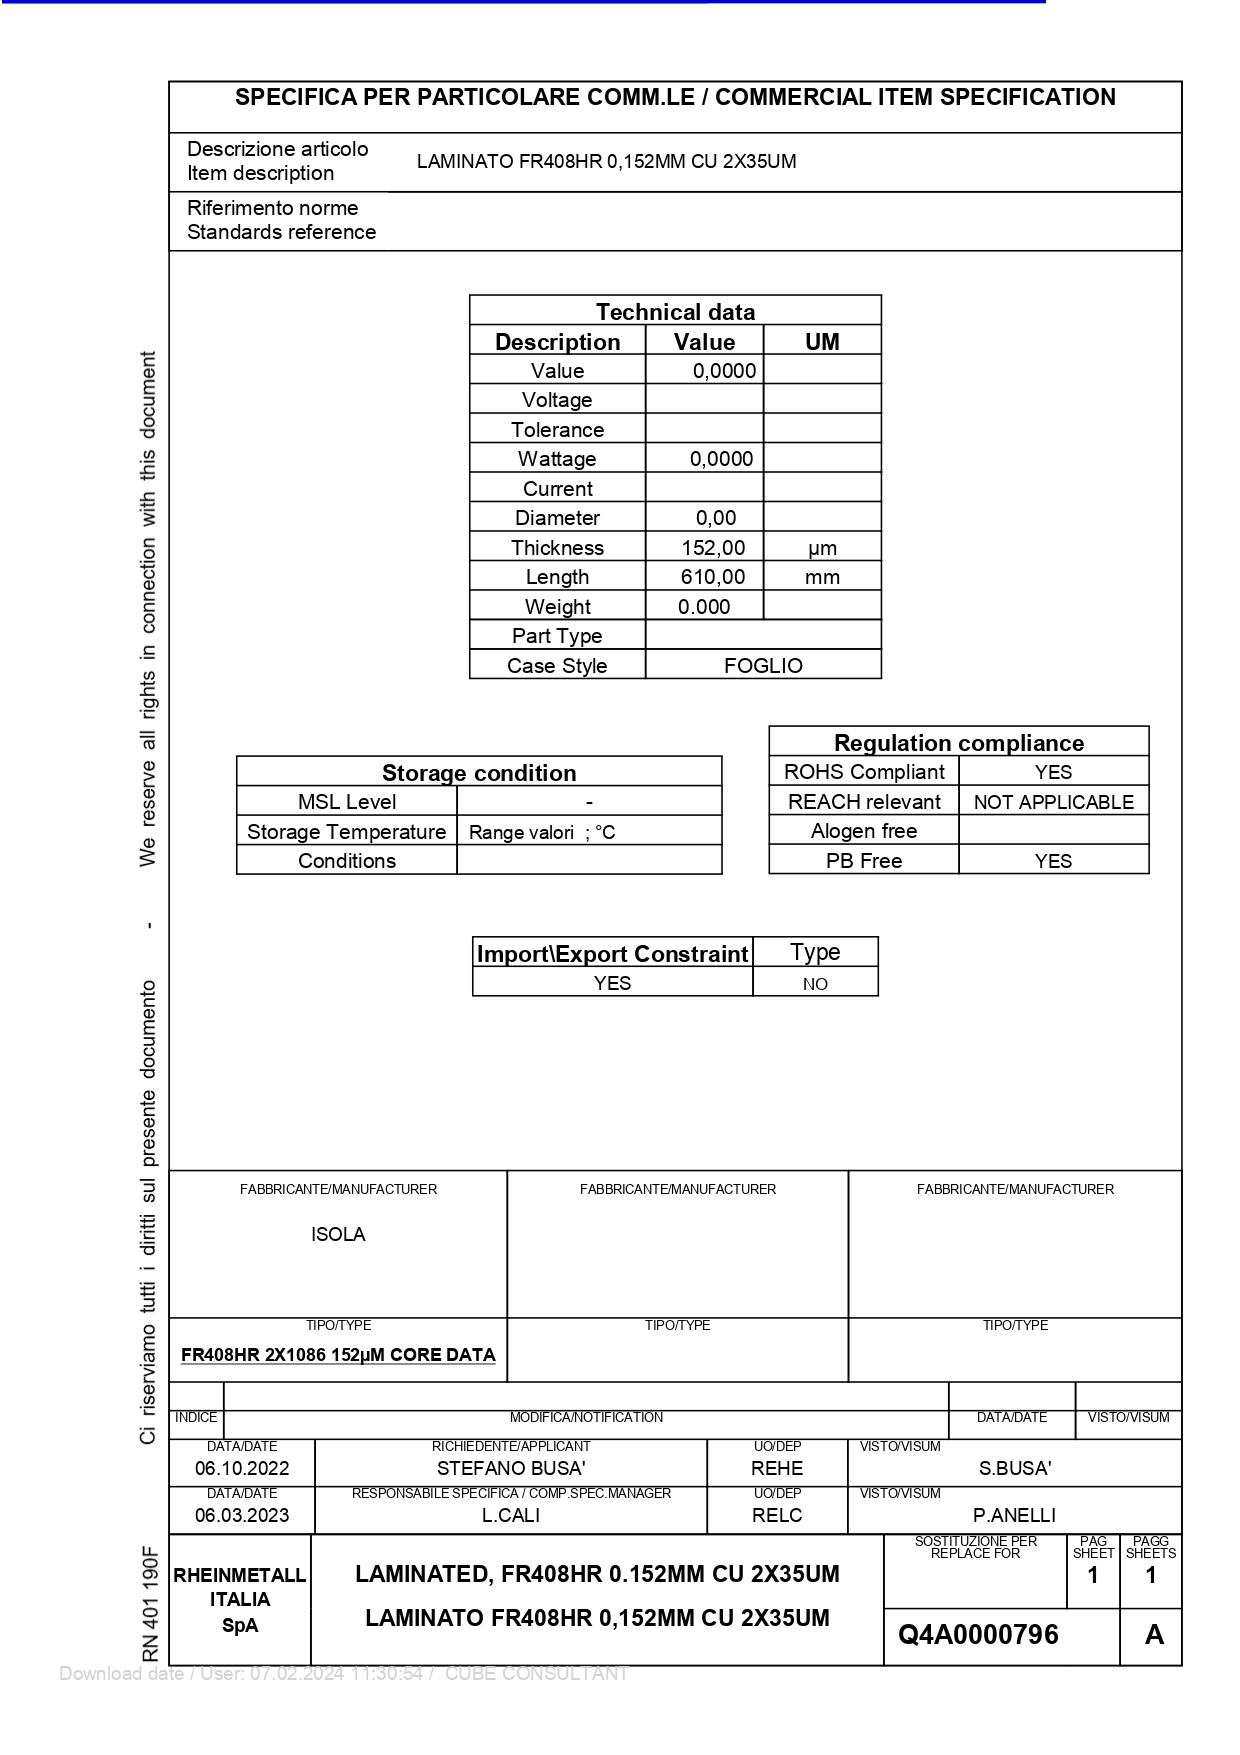 SPECIFICA PER PARTICOLARE COMM.LE / COMMERCIAL ITEM SPECIFICATION
Descrizione articolo
Item description
LAMINATO FR408HR 0,152MM CU 2X35UM
Riferimento norme
Standards reference
Technical data
Description Value UM
Value 0,0000
Voltage
Tolerance
Wattage 0,0000
Current
Diameter 0,00
Thickness 152,00 µm
Length 610,00 mm
Weight 0.000
Part Type
Case Style FOGLIO
Storage condition
MSL Level -
Storage Temperature Range valori ; °C
Conditions
Regulation compliance
ROHS Compliant YES
REACH relevant NOT APPLICABLE
Alogen free
PB Free YES
Import\Export Constraint Type
YES NO
FABBRICANTE/MANUFACTURER FABBRICANTE/MANUFACTURER FABBRICANTE/MANUFACTURER
ISOLA
TIPO/TYPE TIPO/TYPE TIPO/TYPE
FR408HR 2X1086 152µM CORE DATA
INDICE MODIFICA/NOTIFICATION DATA/DATE VISTO/VISUM
DATA/DATE RICHIEDENTE/APPLICANT UO/DEP VISTO/VISUM
06.10.2022 STEFANO BUSA' REHE S.BUSA'
DATA/DATE RESPONSABILE SPECIFICA / COMP.SPEC.MANAGER UO/DEP VISTO/VISUM
06.03.2023 L.CALI RELC P.ANELLI
RHEINMETALL
ITALIA
SpA
LAMINATED, FR408HR 0.152MM CU 2X35UM
LAMINATO FR408HR 0,152MM CU 2X35UM
SOSTITUZIONE PER
REPLACE FOR
PAG
SHEET
1
PAGG
SHEETS
1
Q4A0000796 A
RN 401 190F
Ci riserviamo tutti i diritti sul presente documento - We reserve all rights in connection with this document
Download date / User: 07.02.2024 11:30:54 / CUBE CONSULTANT